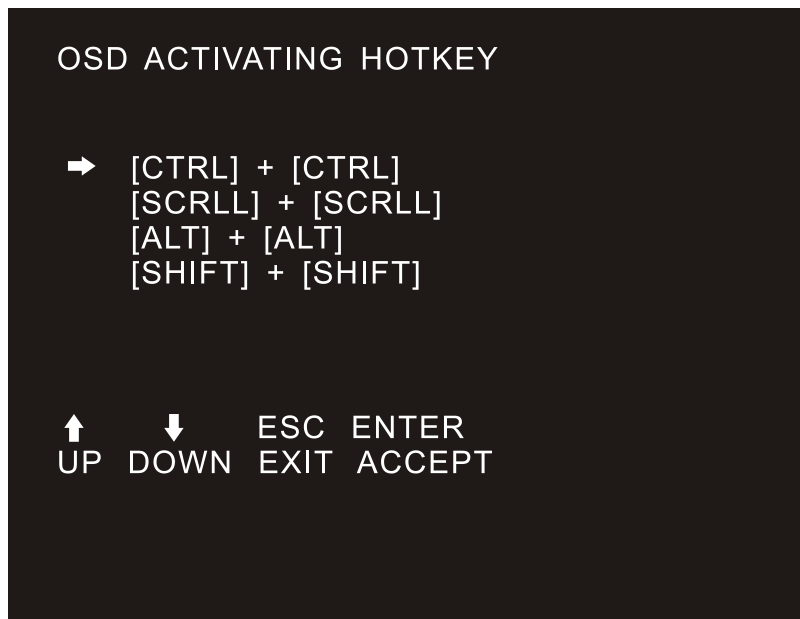 OSD ACTIVATING HOTKEY
[CTRL] + [CTRL]
[SCRLL] + [SCRLL]
[ALT] + [ALT]
[SHIFT] + [SHIFT]
ESC ENTER
UP DOWN EXIT ACCEPT